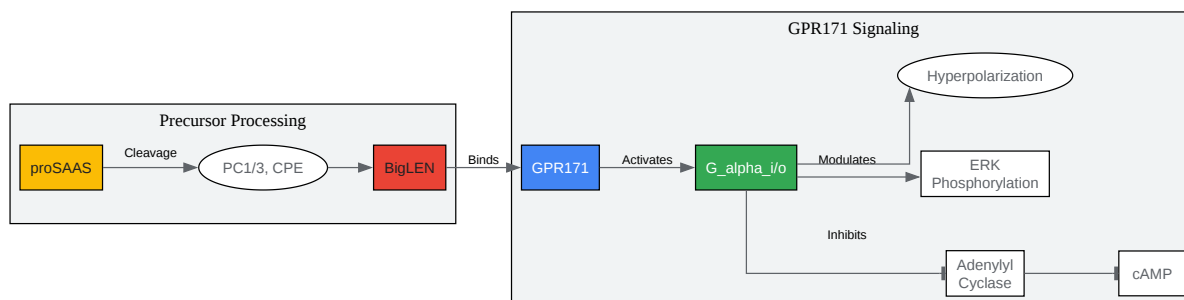 GPR171 Signaling
Hyperpolarization
Precursor Processing
proSAAS
Cleavage
PC1/3, CPE
BigLEN
Binds
GPR171
Activates
G_alpha_i/o
Modulates
ERK
Phosphorylation
Inhibits
Adenylyl
Cyclase
cAMP